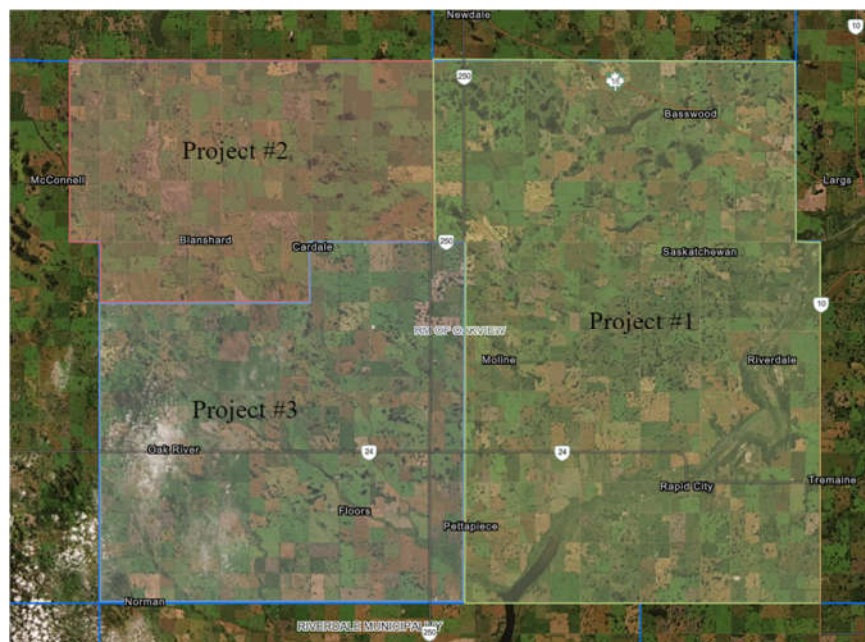 Newdale
10
250
Basswood
Project #2
McConnell
Largs
Blanshard
Cardale
250
Saskatchewan
10
Project #1
RM OF OAKVIEW
Moline
Riverdale
Project #3
Oak River
24
24
Rapid City
Tremaine
Floors
Pettapiece
Norman
RIVERDALE MUNICIPALITY
250